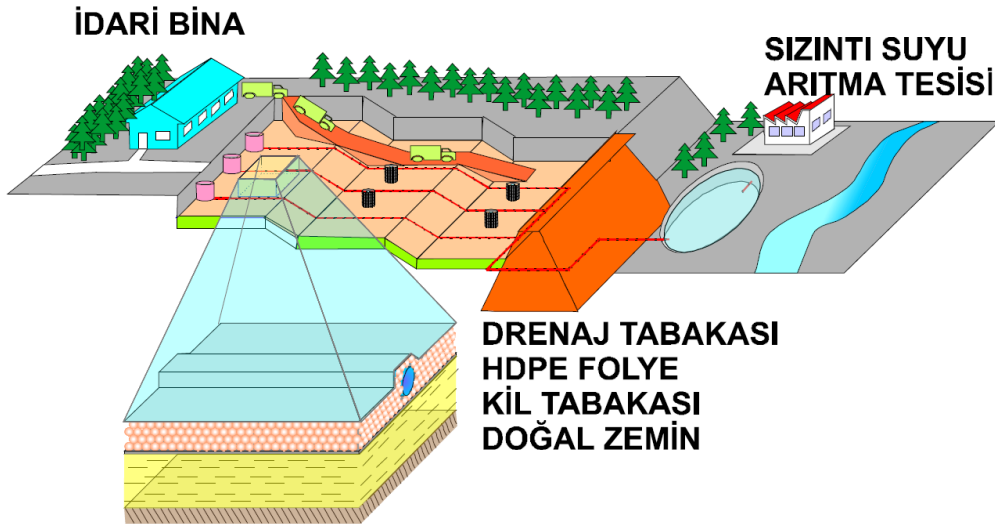 İDARİ BİNA
SIZINTI SUYU
ARITMA TESİSİ
DRENAJ TABAKASI
HDPE FOLYE
KİL TABAKASI
DOĞAL ZEMİN